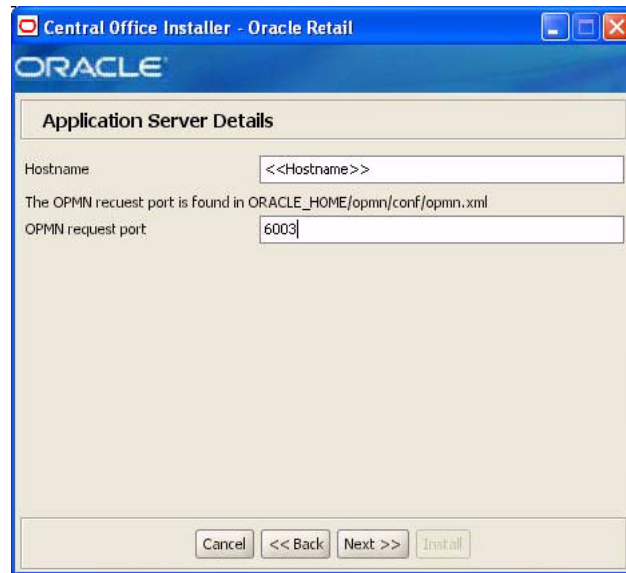 Central Office Installer - Oracle Retail
ORACLE
Application Server Details
Hostname <<Hostname>>
The OPMN recuest port is found in ORACLE_HOME/opmn/conf/opmn.xml
OPMN request port 6003
Cancel << Back Next >> Install